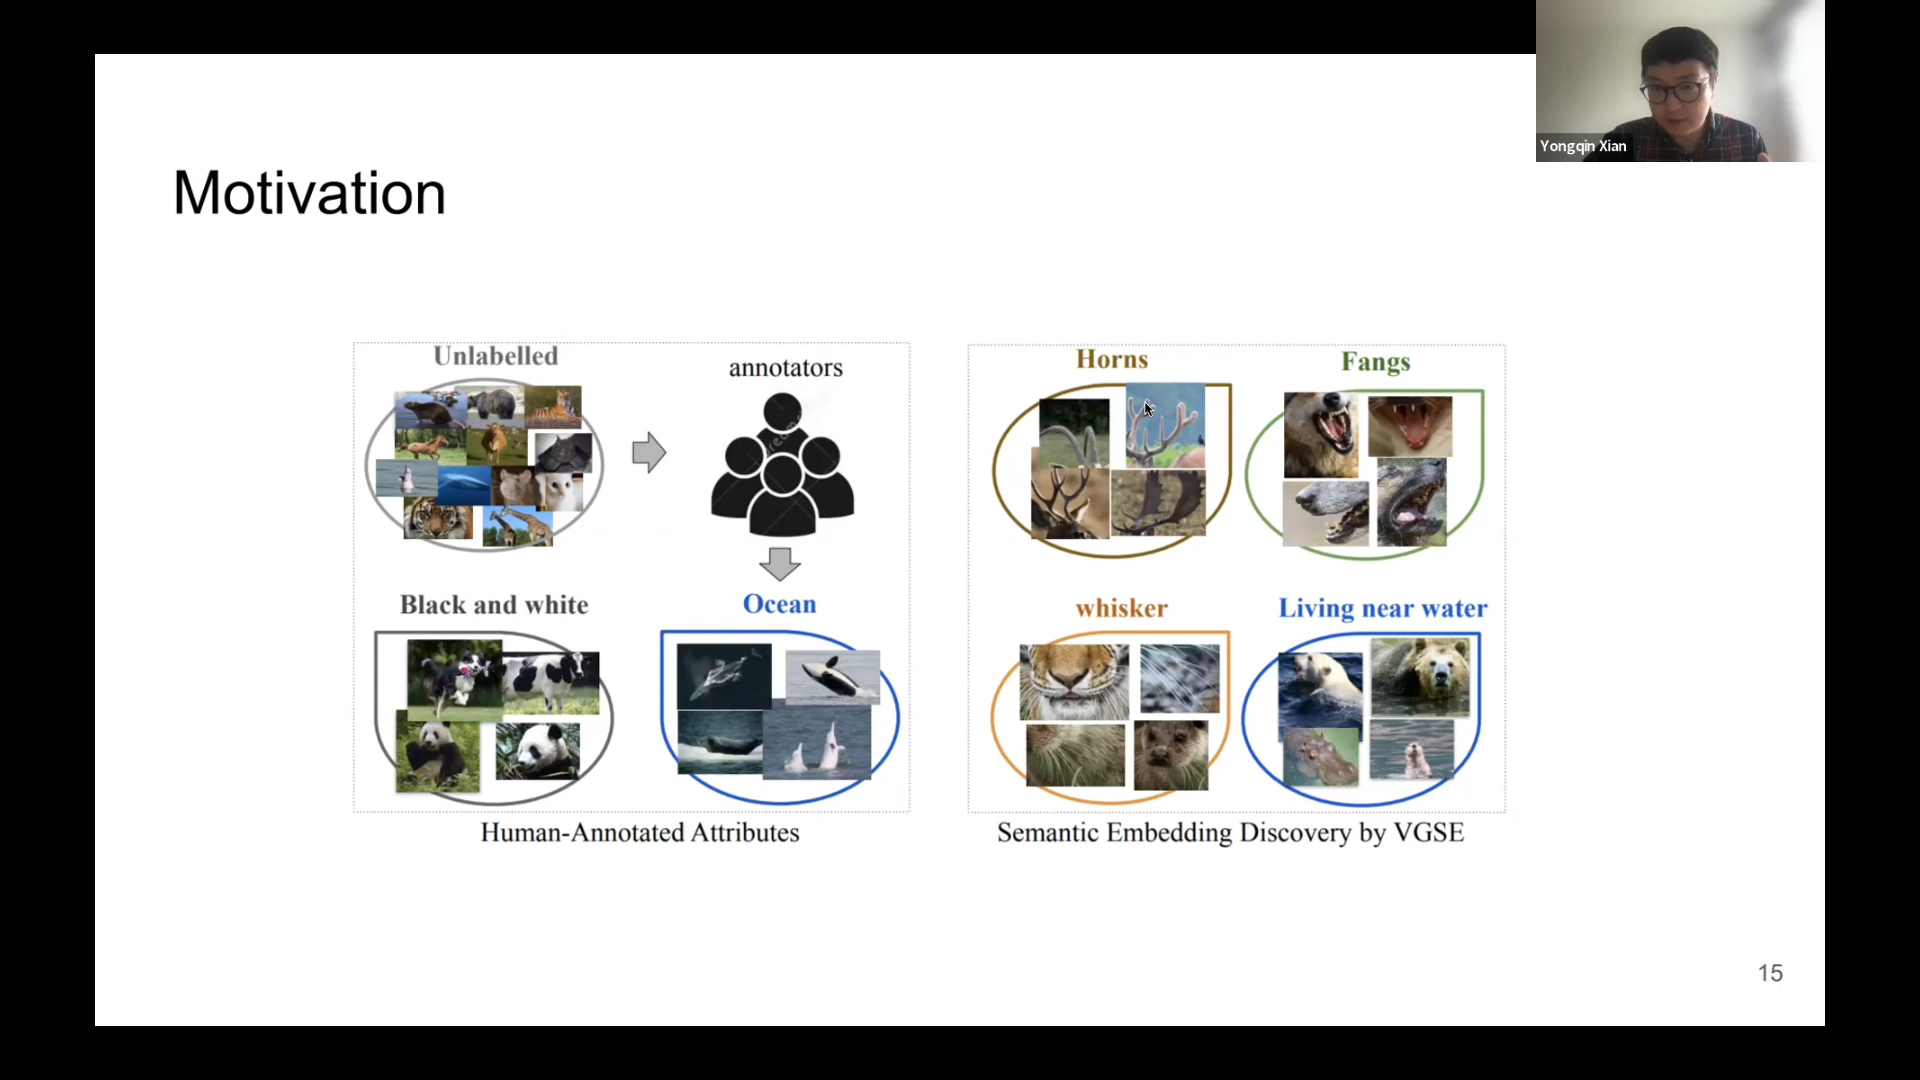 Yongqin Xian
Motivation
Unlabelled
annotators
Black and white
Ocean
Human-Annotated Attributes
Horns
Fangs
whisker
Living near water
Semantic Embedding Discovery by VGSE
15